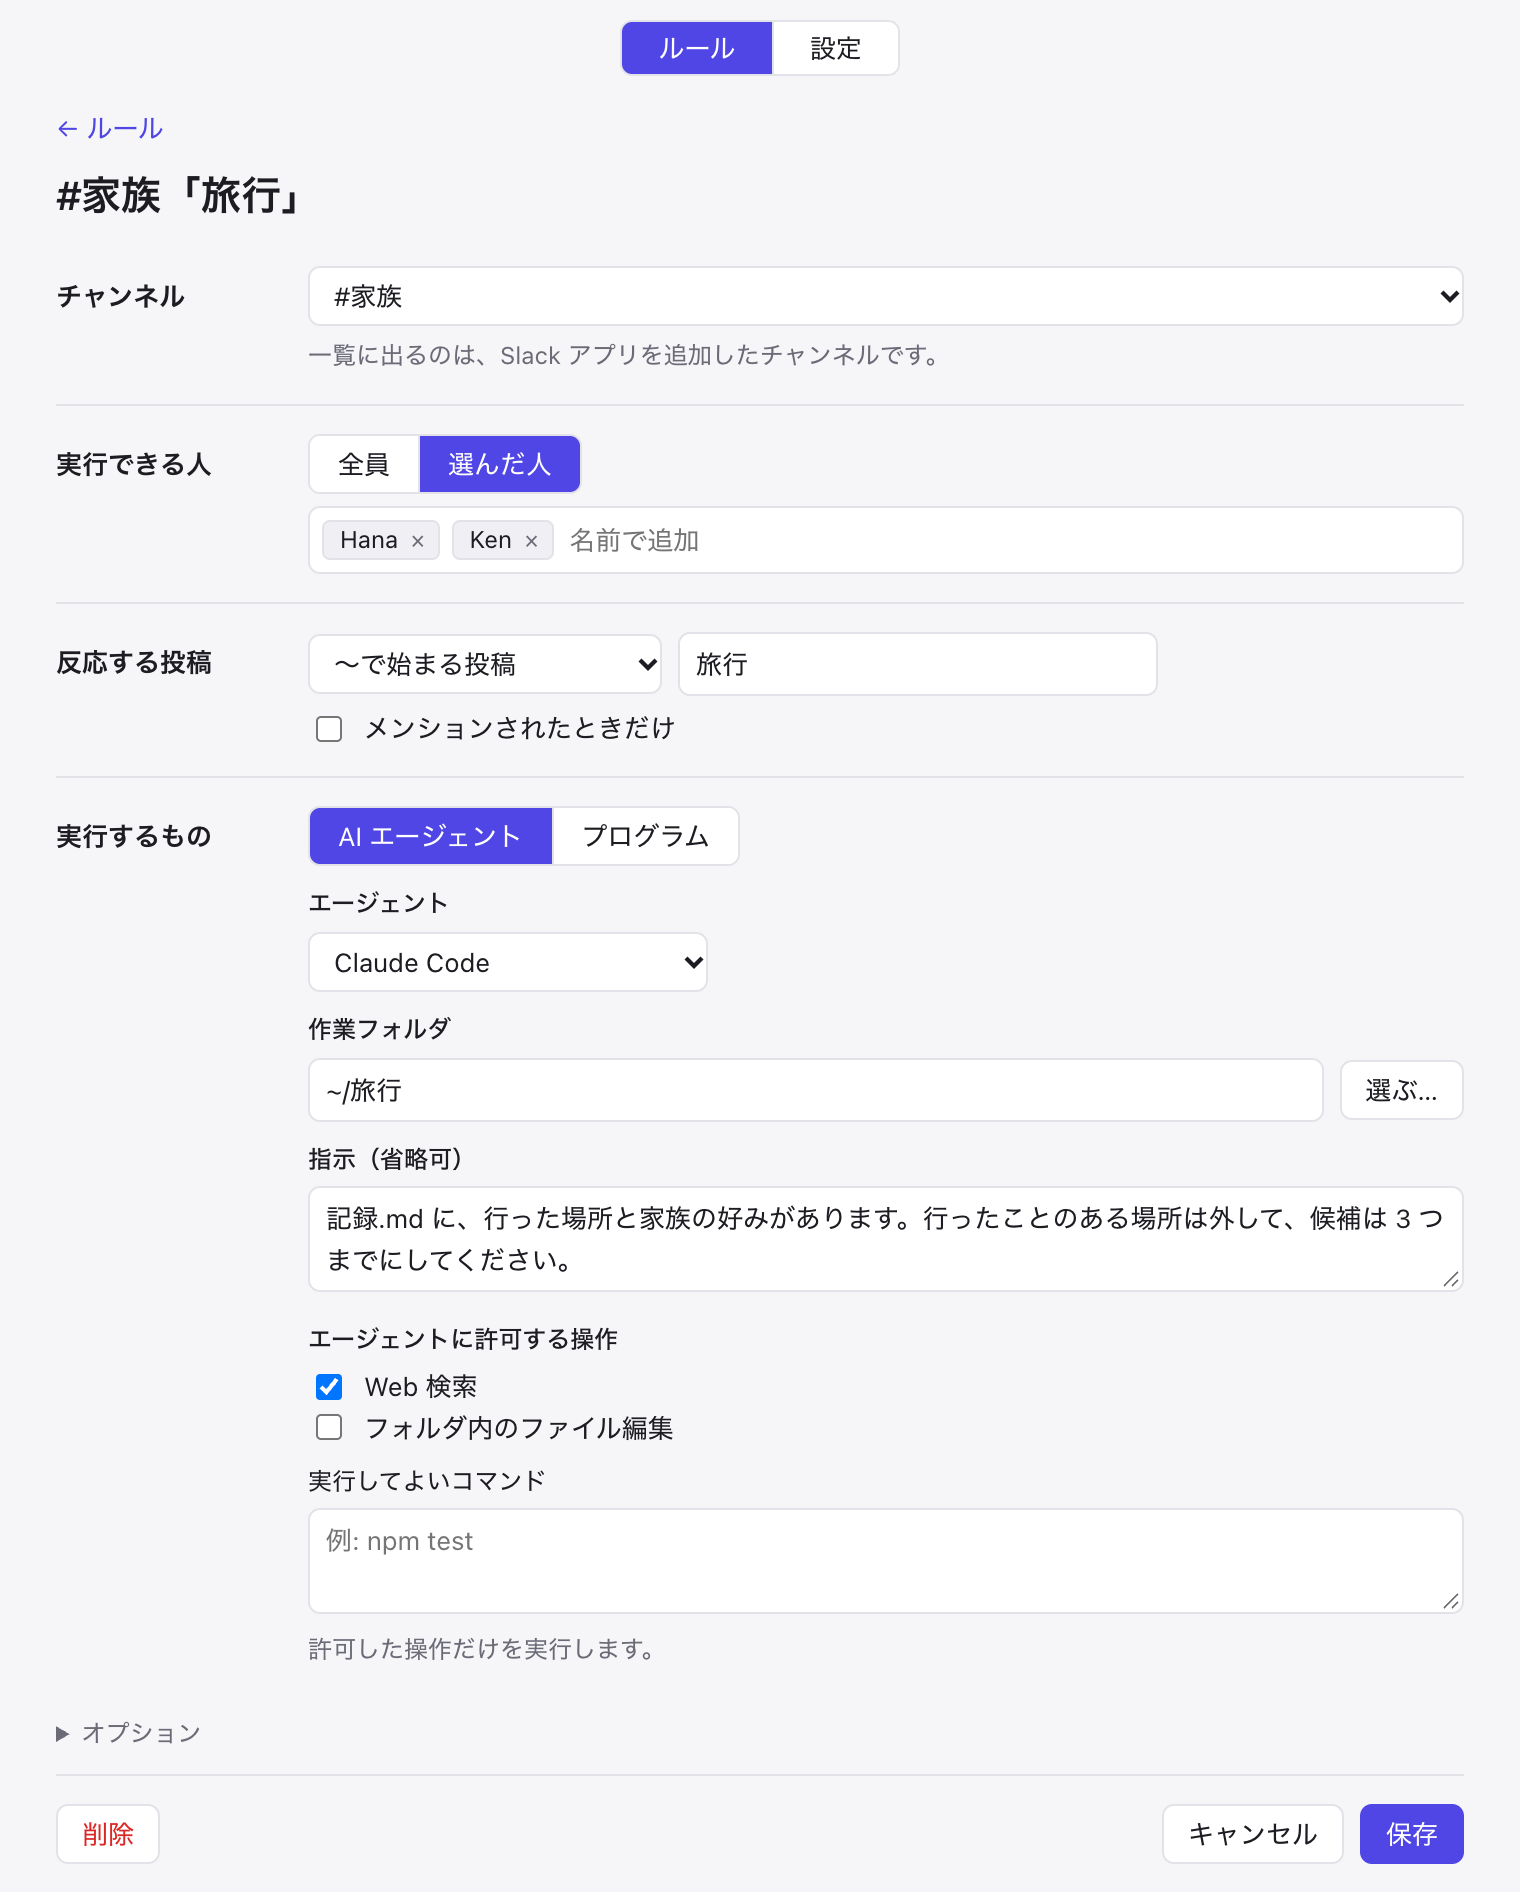 ルール 設定
← ルール
#家族「旅行」
チャンネル
#家族
一覧に出るのは、Slack アプリを追加したチャンネルです。
実行できる人
全員 選んだ人
Hana × Ken × 名前で追加
反応する投稿
〜で始まる投稿 旅行
メンションされたときだけ
実行するもの
AI エージェント プログラム
エージェント
Claude Code
作業フォルダ
~/旅行 選ぶ...
指示（省略可）
記録.md に、行った場所と家族の好みがあります。行ったことのある場所は外して、候補は 3 つ
までにしてください。
エージェントに許可する操作
Web 検索
フォルダ内のファイル編集
実行してよいコマンド
例: npm test
許可した操作だけを実行します。
▶ オプション
削除 キャンセル 保存